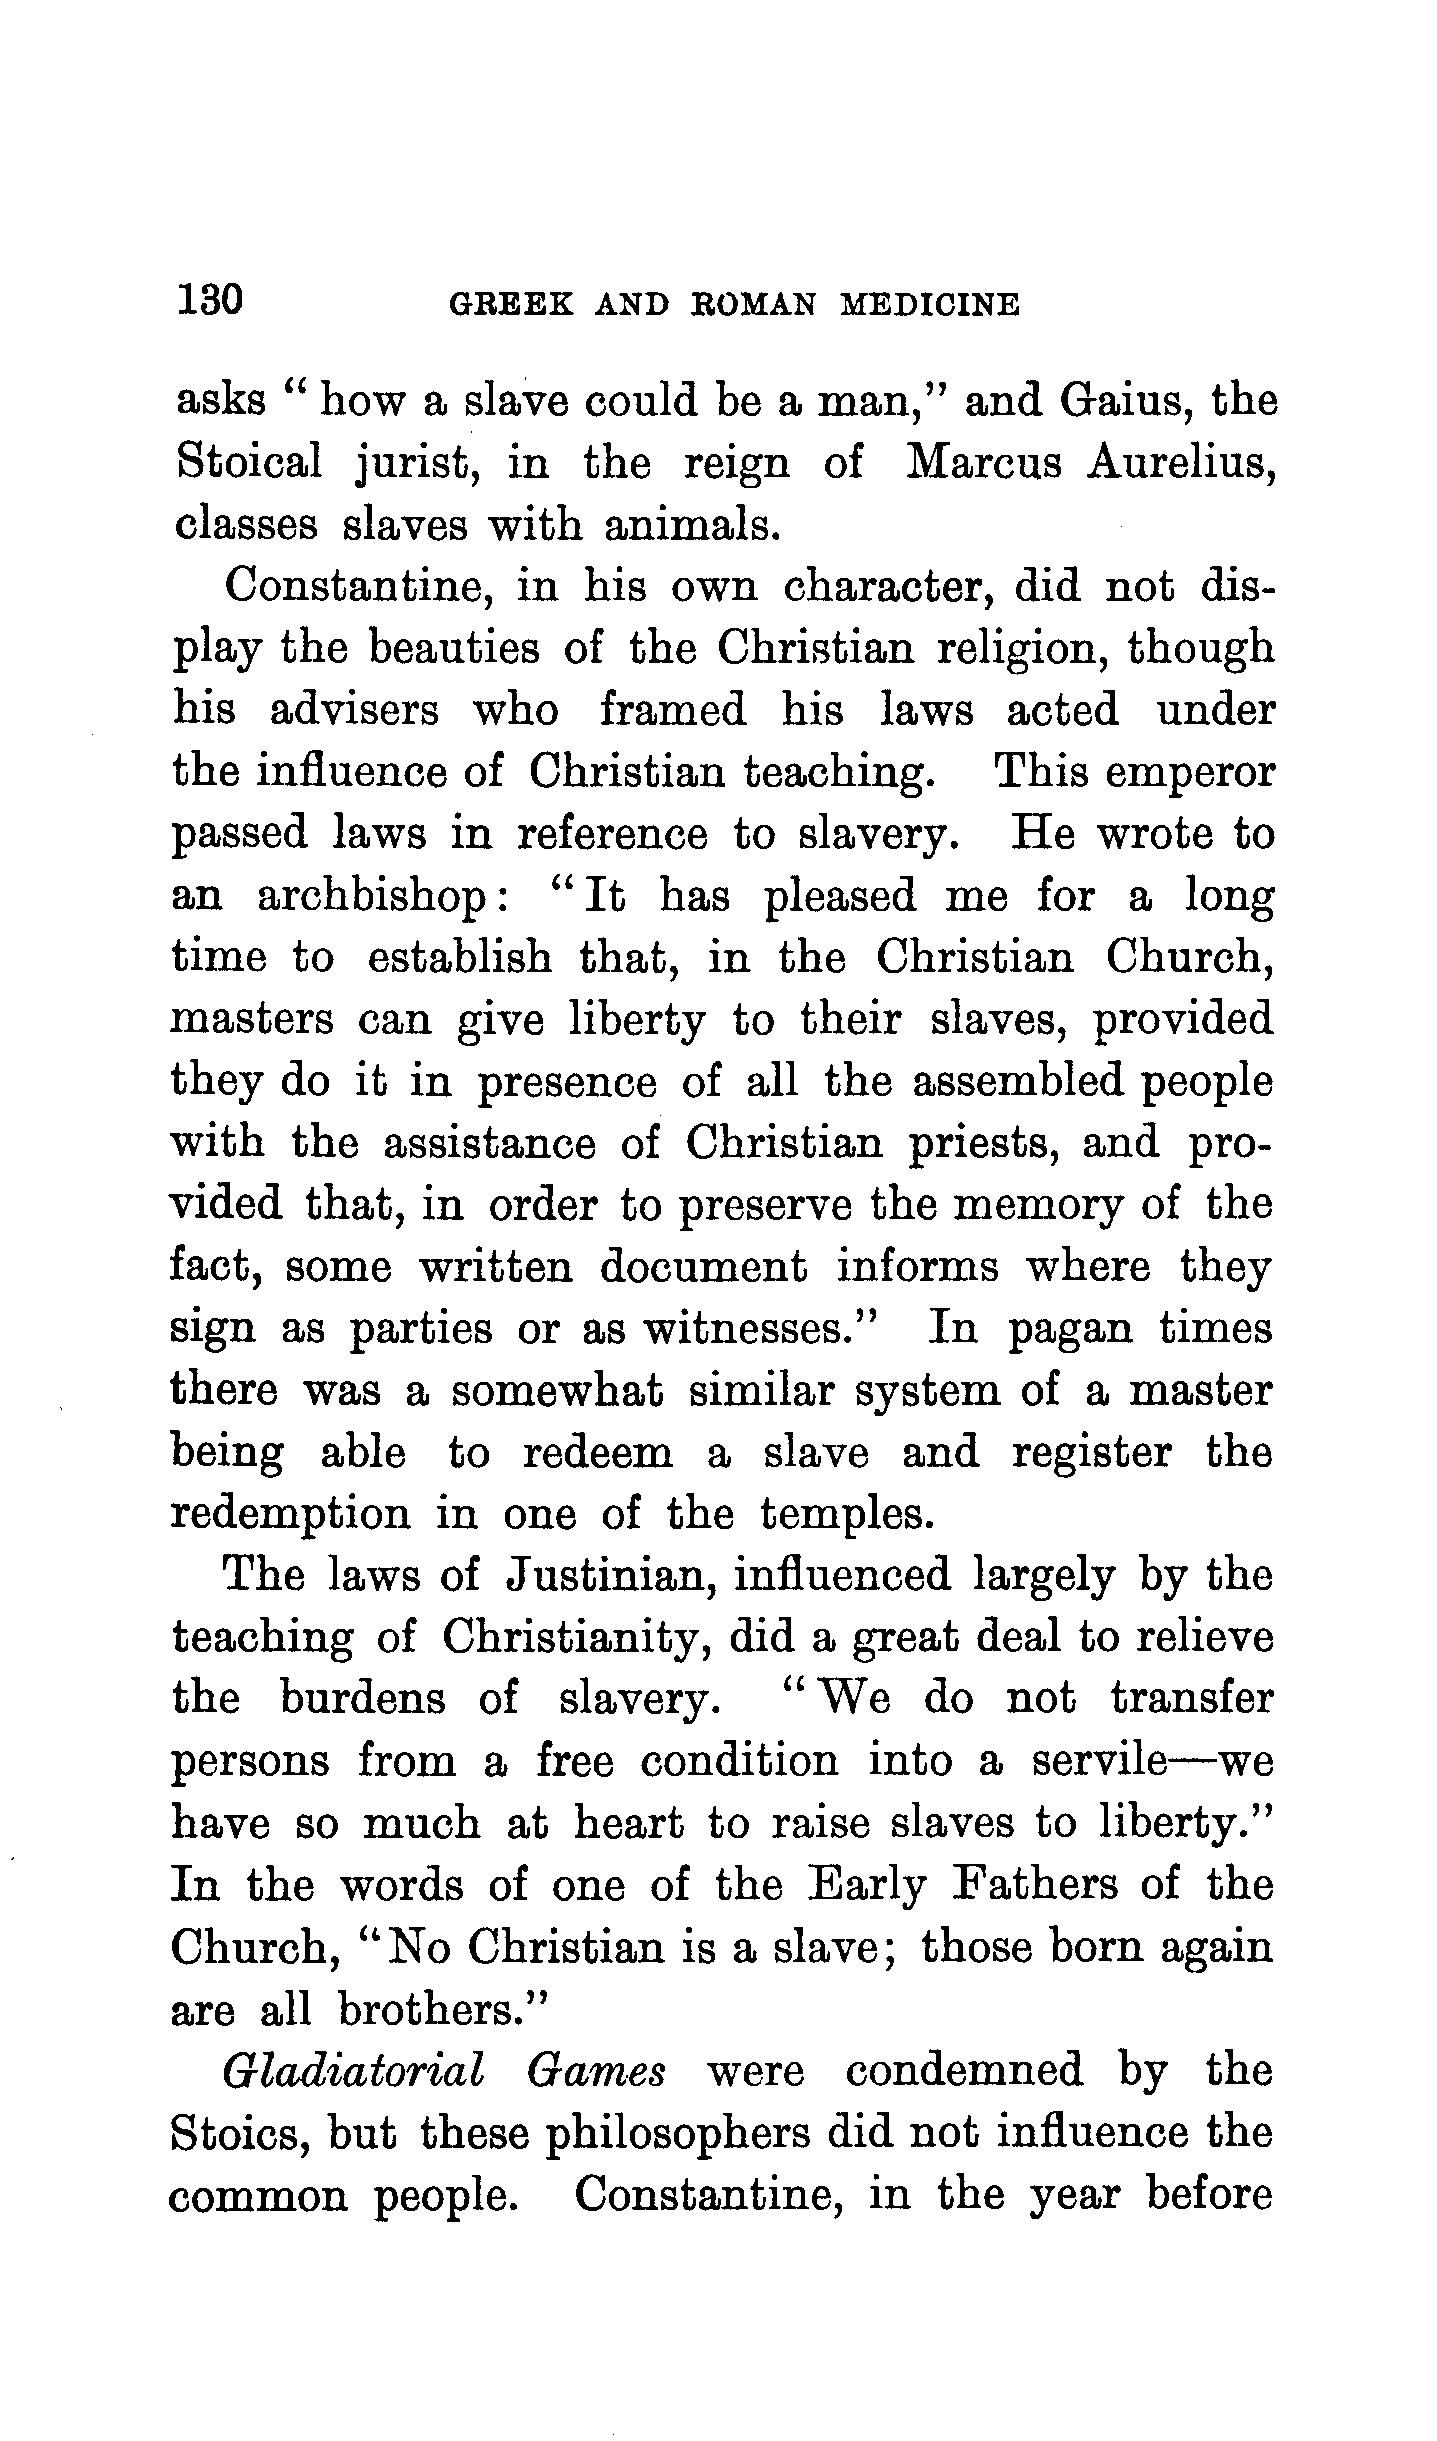 130 GREEK AND ROMAN MEDICINE
asks “ how a slave could be a man,” and Gaius, the
Stoical jurist, in the reign of Marcus Aurelius,
classes slaves with animals.
Constantine, in his own character, did not dis-
play the beauties of the Christian religion, though
his advisers who framed his laws acted under
the influence of Christian teaching. This emperor
passed laws in reference to slavery. He wrote to
an archbishop: “It has pleased me for a long
time to establish that, in the Christian Church,
masters can give liberty to their slaves, provided
they do it in presence of all the assembled people
with the assistance of Christian priests, and pro-
vided that, in order to preserve the memory of the
fact, some written document informs where they
sign as parties or as witnesses.” In pagan times
there was a somewhat similar system of a master
being able to redeem a slave and register the
redemption in one of the temples.
The laws of Justinian, influenced largely by the
teaching of Christianity, did a great deal to relieve
the burdens of slavery. “We do not transfer
persons from a free condition into a servile—we
have so much at heart to raise slaves to liberty.”
In the words of one of the Early Fathers of the
Church, “No Christian is a slave; those born again
are all brothers.”
Gladiatorial Games were condemned by the
Stoics, but these philosophers did not influence the
common people. Constantine, in the year before